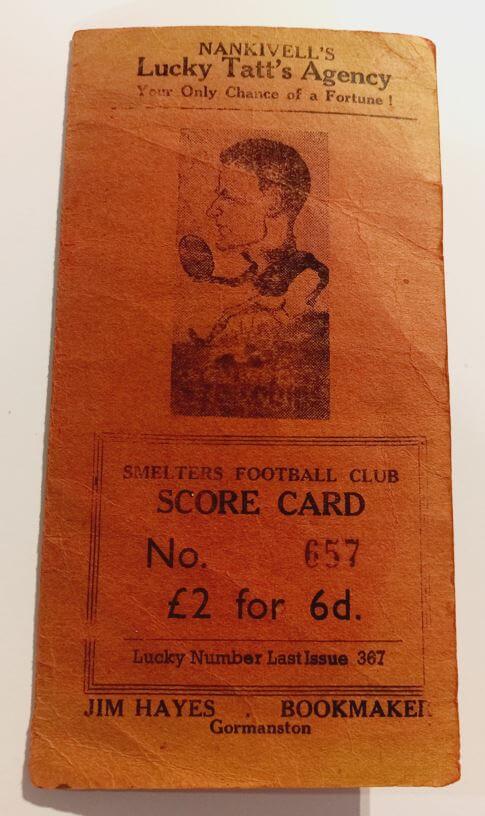 NANKIVELL'S
Lucky Tatt's Agency
Your Only Chance of a Fortune !
SMELTERS FOOTBALL CLUB
SCORE CARD
No. 657
£2 for 6d.
Lucky Number Last Issue 367
JIM HAYES . BOOKMAKER
Gormanston